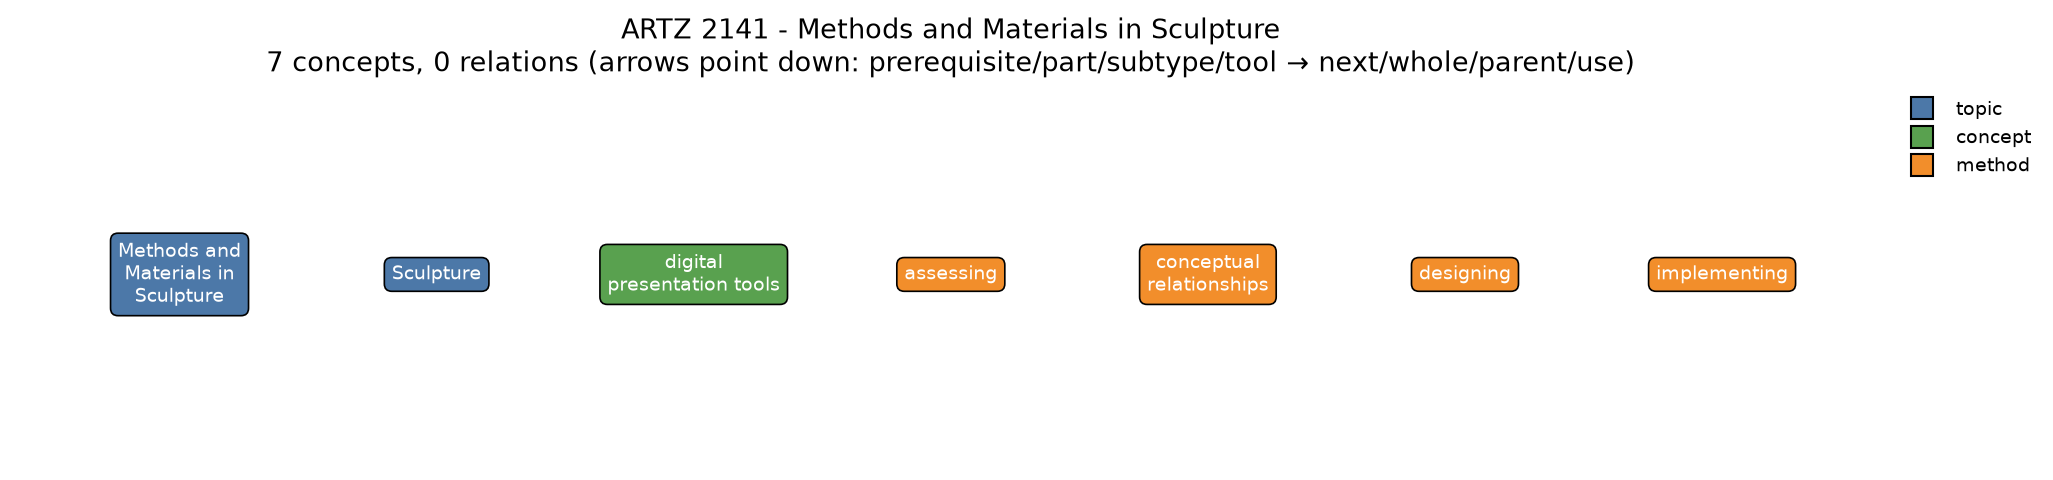 ARTZ 2141 - Methods and Materials in Sculpture
7 concepts, 0 relations (arrows point down: prerequisite/part/subtype/tool → next/whole/parent/use)
topic
concept
method
Methods and
Materials in
Sculpture
Sculpture
digital
presentation tools
assessing
conceptual
relationships
designing
implementing